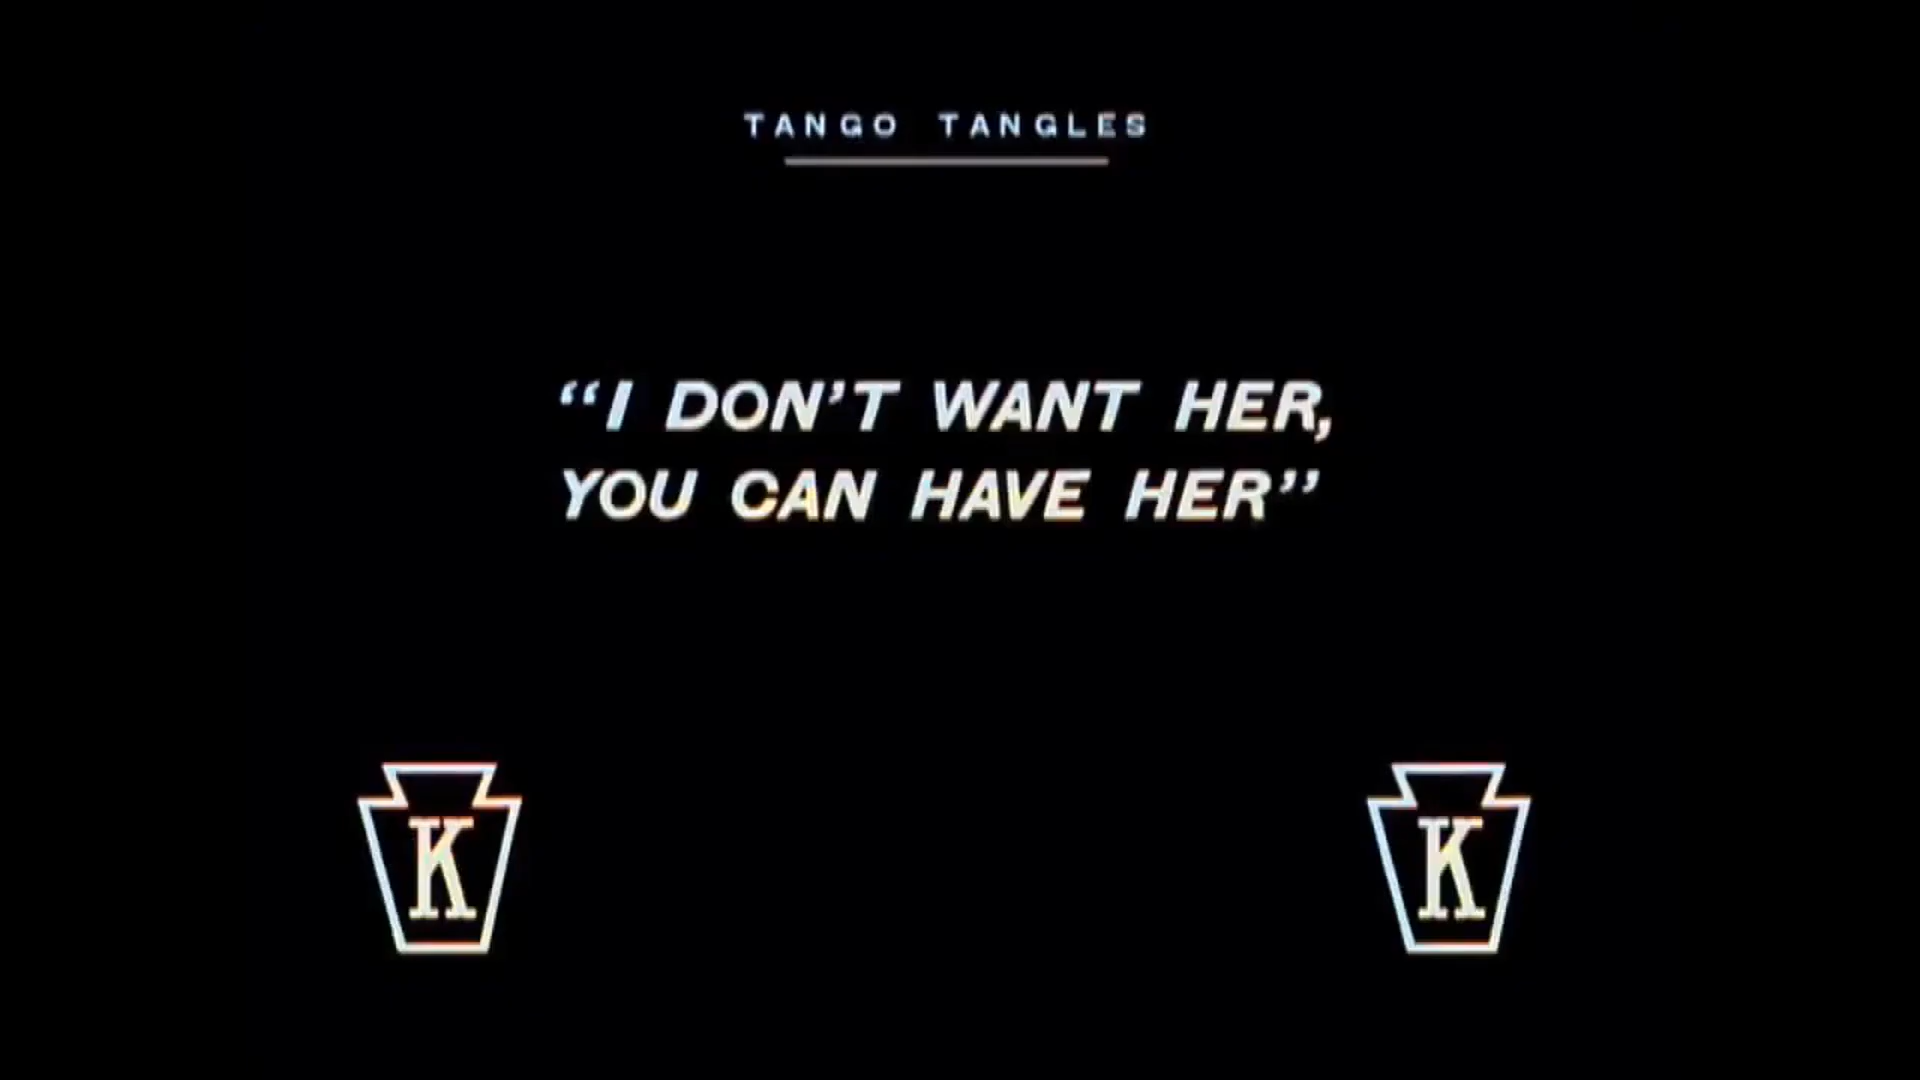 TANGO TANGLES
“I DON’T WANT HER,
YOU CAN HAVE HER”
K
K